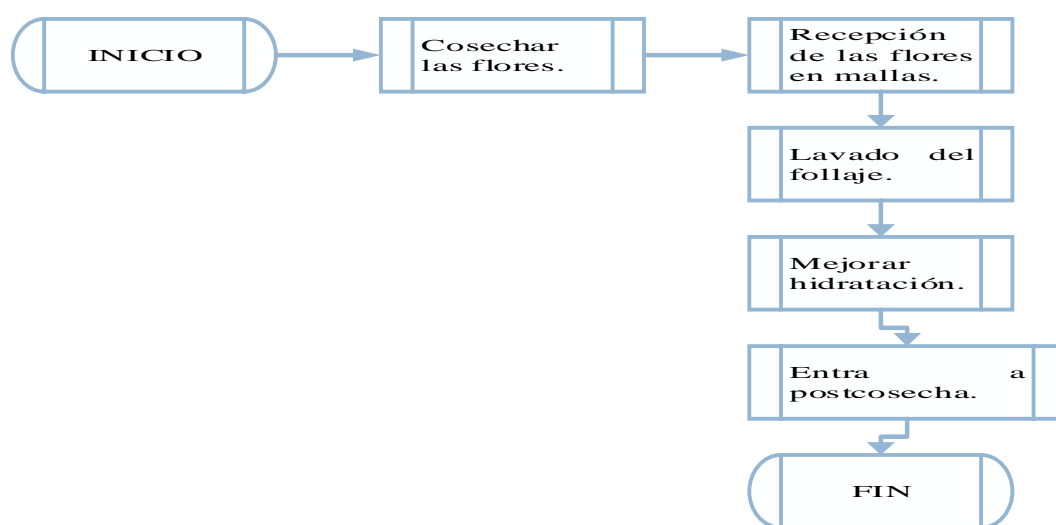 INICIO
Cosechar
las flores.
Recepción
de las flores
en mallas.
Lavado del
follaje.
Mejorar
hidratación.
Entra a
postcosecha.
FIN